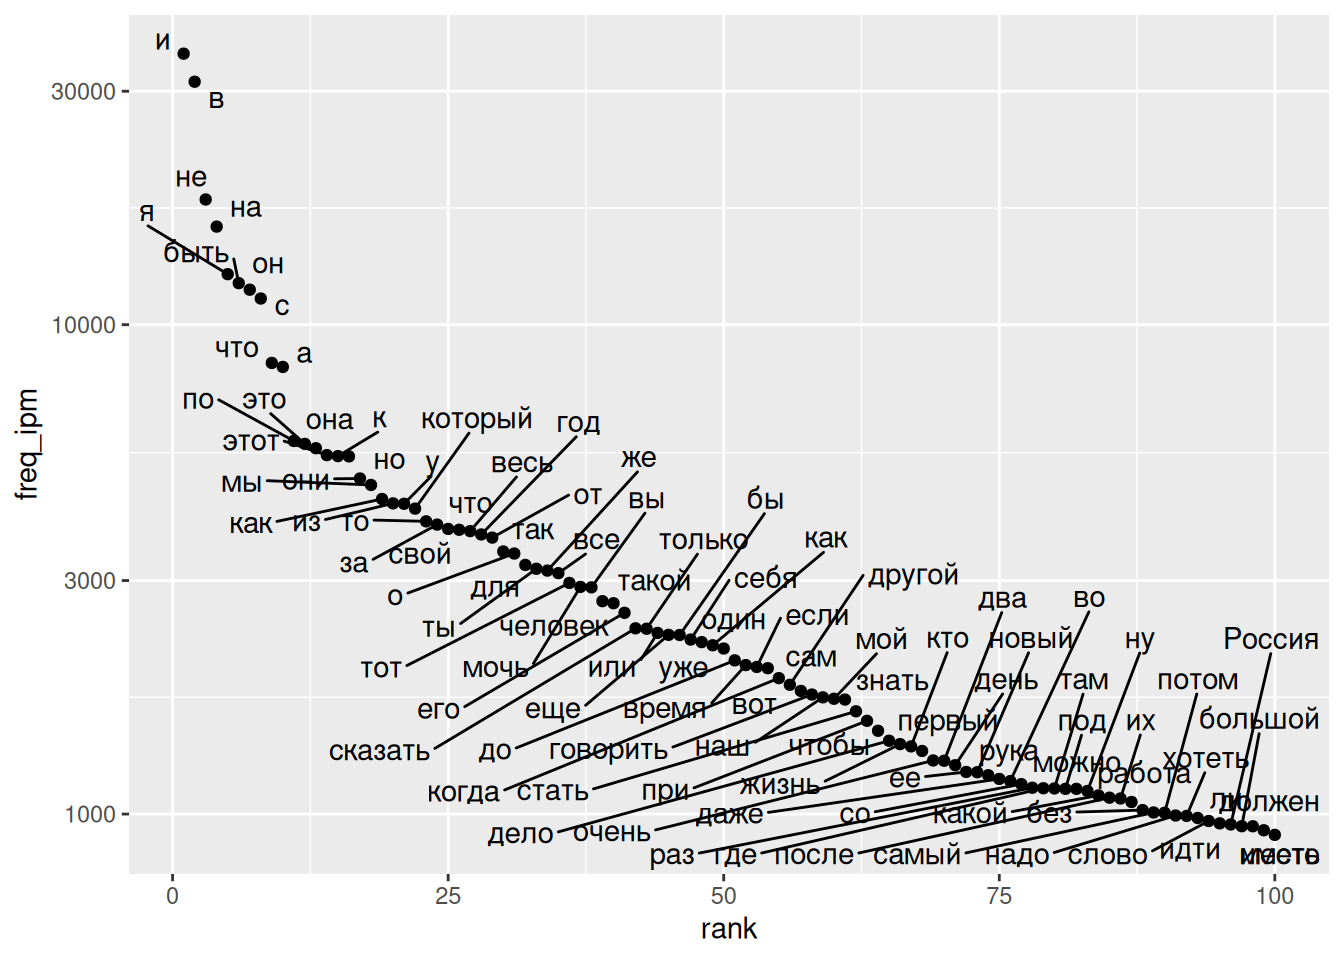 и
30000
в
не
на
я
быть
он
с
10000
что
а
по
это
она
к
который
год
этот
но
у
весь
же
мы
они
от
вы
бы
как
из
то
что
так
за
свой
все
только
как
3000
о
для
такой
себя
другой
ты
человек
один
если
два
во
тот
мочь
или
уже
сам
мой
кто
новый
ну
Россия
его
еще
время
вот
знать
день
там
потом
сказать
до
говорить
наш
чтобы
первый
под
их
большой
когда
стать
при
жизнь
ее
рука
можно
работа
хотеть
1000
дело
очень
даже
со
какой
без
должен
раз
где
после
самый
надо
слово
идти
0
25
50
75
100
rank
freq_ipm